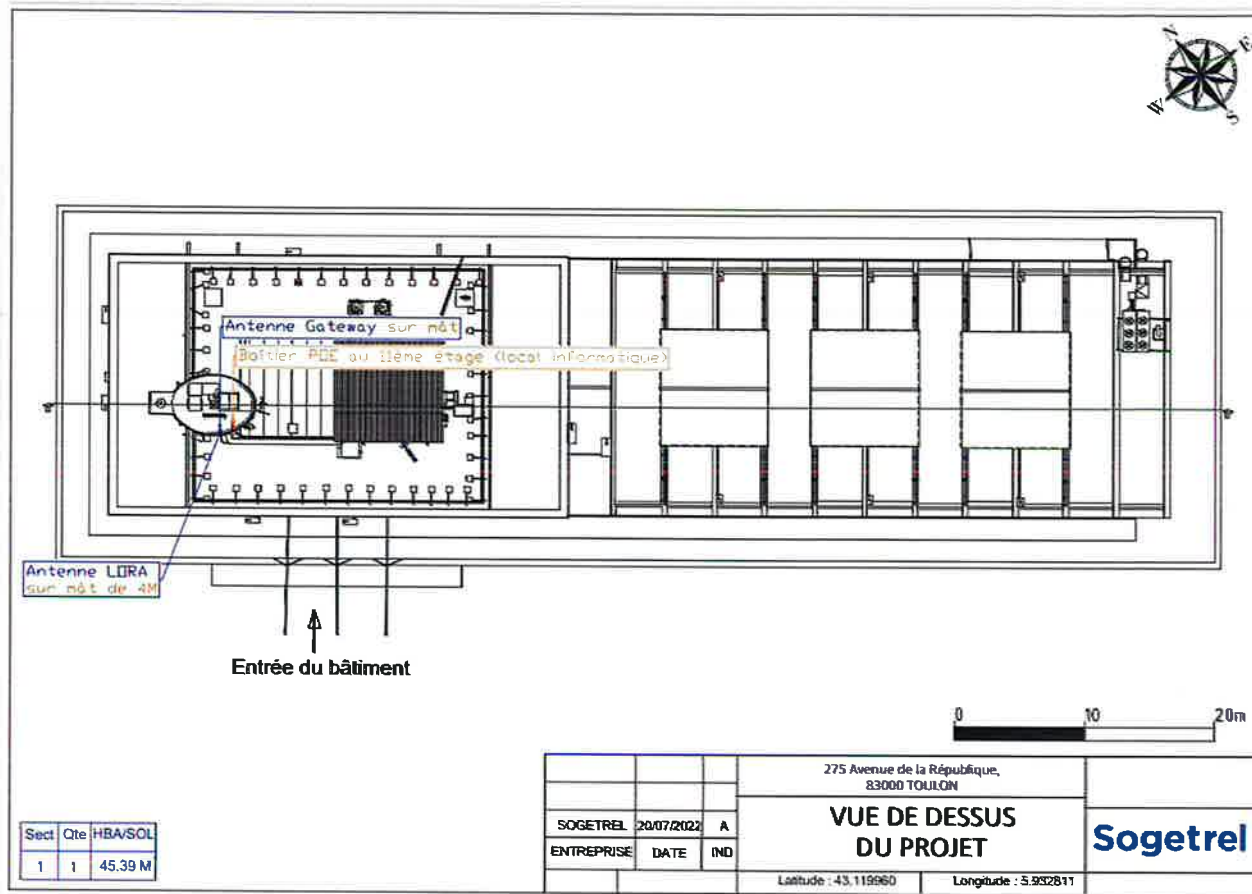 N
E
W
S
Antenne Gateway sur mât
Boîtier POE au 11ème étage (local informatique)
Antenne LORA
sur mât de 4M
Entrée du bâtiment
0 10 20m
275 Avenue de la République,
83000 TOULON
VUE DE DESSUS
DU PROJET
SOGETREL 20/07/2022 A
ENTREPRISE DATE IND
Sogetrel
Latitude : 43.119960 Longitude : 5.932811
Sect Qte HBA/SOL
1 1 45.39 M